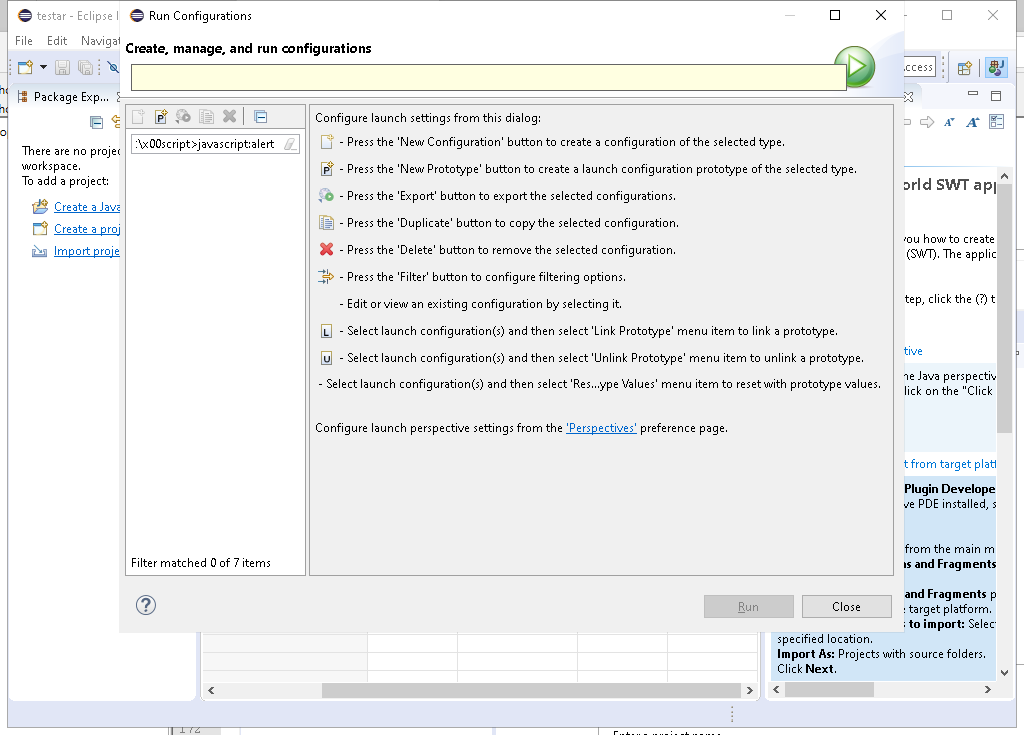 testar - Eclipse I
Run Configurations
File Edit Navigat
Create, manage, and run configurations
ccess
Package Exp...
:\x00script>javascript:alert
There are no projec
workspace.
To add a project:
Create a Java
Create a proj
Import proje
Filter matched 0 of 7 items
Configure launch settings from this dialog:
- Press the 'New Configuration' button to create a configuration of the selected type.
- Press the 'New Prototype' button to create a launch configuration prototype of the selected type.
- Press the 'Export' button to export the selected configurations.
- Press the 'Duplicate' button to copy the selected configuration.
- Press the 'Delete' button to remove the selected configuration.
- Press the 'Filter' button to configure filtering options.
- Edit or view an existing configuration by selecting it.
L - Select launch configuration(s) and then select 'Link Prototype' menu item to link a prototype.
U - Select launch configuration(s) and then select 'Unlink Prototype' menu item to unlink a prototype.
- Select launch configuration(s) and then select 'Res...ype Values' menu item to reset with prototype values.
Configure launch perspective settings from the 'Perspectives' preference page.
Run
Close
orld SWT app
you how to create
(SWT). The applic
tep, click the (?) t
tive
he Java perspectiv
lick on the "Click
t from target platf
Plugin Develope
ve PDE installed, s
from the main m
ns and Fragments
and Fragments p
e target platform.
s to import: Selec
specified location.
Import As: Projects with source folders.
Click Next.
172